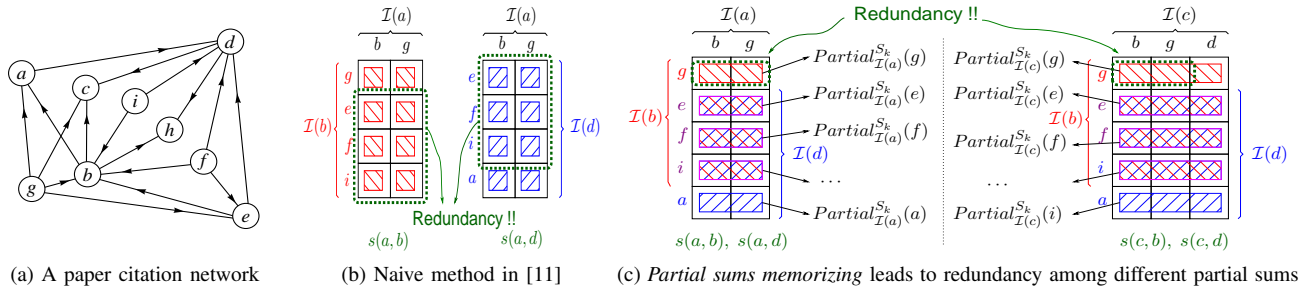 a
d
c
i
h
b
f
g
e
(a) A paper citation network
I(a) I(a)
b g b g
g e
e f
f i
i a
I(b)
I(d)
Redundancy !!
s(a, b) s(a, d)
(b) Naive method in [11]
Redundancy !!
I(a) I(c)
b g b g d
g Partial^{S_k}_{I(a)}(g) Partial^{S_k}_{I(c)}(g) g
e Partial^{S_k}_{I(a)}(e) Partial^{S_k}_{I(c)}(e) e
I(b) I(b)
f Partial^{S_k}_{I(a)}(f) Partial^{S_k}_{I(c)}(f) f
I(d) I(d)
i ... ... i
a Partial^{S_k}_{I(a)}(a) Partial^{S_k}_{I(c)}(i) a
s(a, b), s(a, d) s(c, b), s(c, d)
(c) Partial sums memorizing leads to redundancy among different partial sums